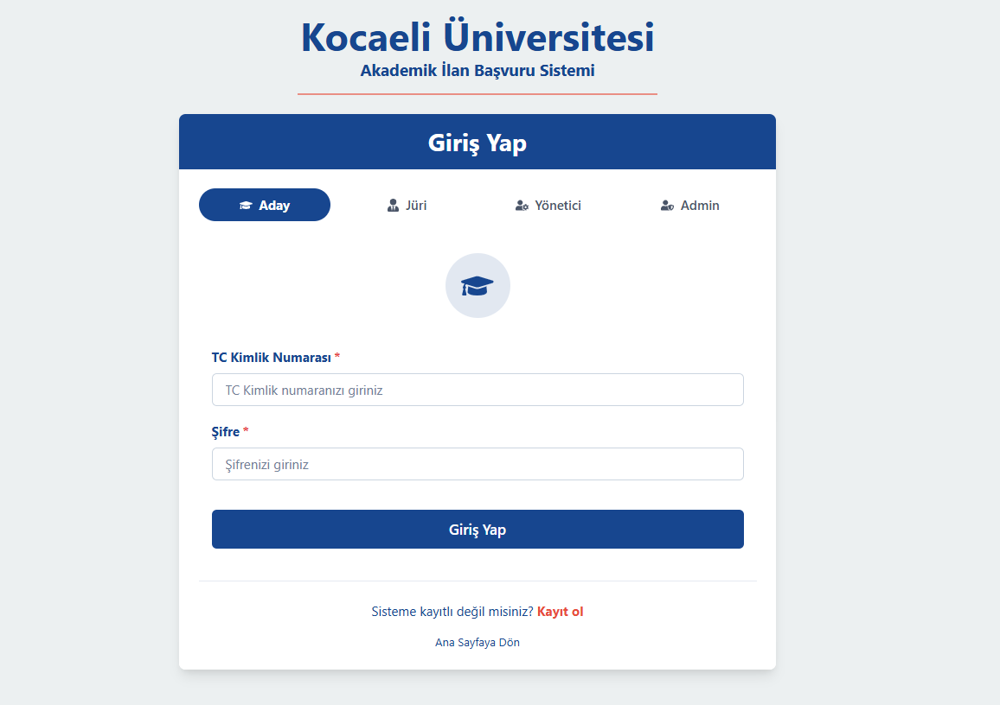 Kocaeli Üniversitesi
Akademik İlan Başvuru Sistemi
Giriş Yap
Aday Jüri Yönetici Admin
TC Kimlik Numarası *
TC Kimlik numaranızı giriniz
Şifre *
Şifrenizi giriniz
Giriş Yap
Sisteme kayıtlı değil misiniz? Kayıt ol
Ana Sayfaya Dön